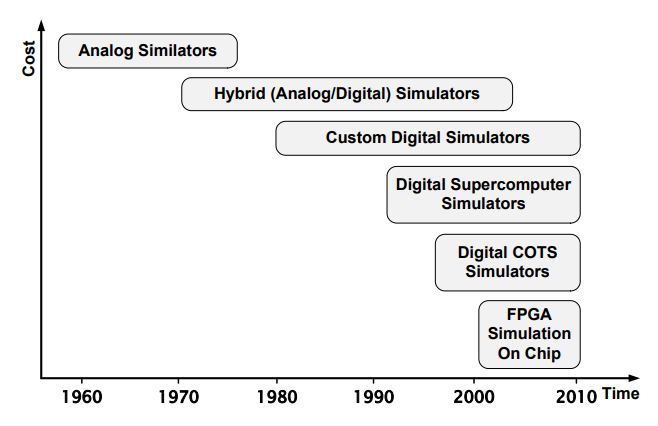 Cost
Analog Similators
Hybrid (Analog/Digital) Simulators
Custom Digital Simulators
Digital Supercomputer
Simulators
Digital COTS
Simulators
FPGA
Simulation
On Chip
1960 1970 1980 1990 2000 2010 Time